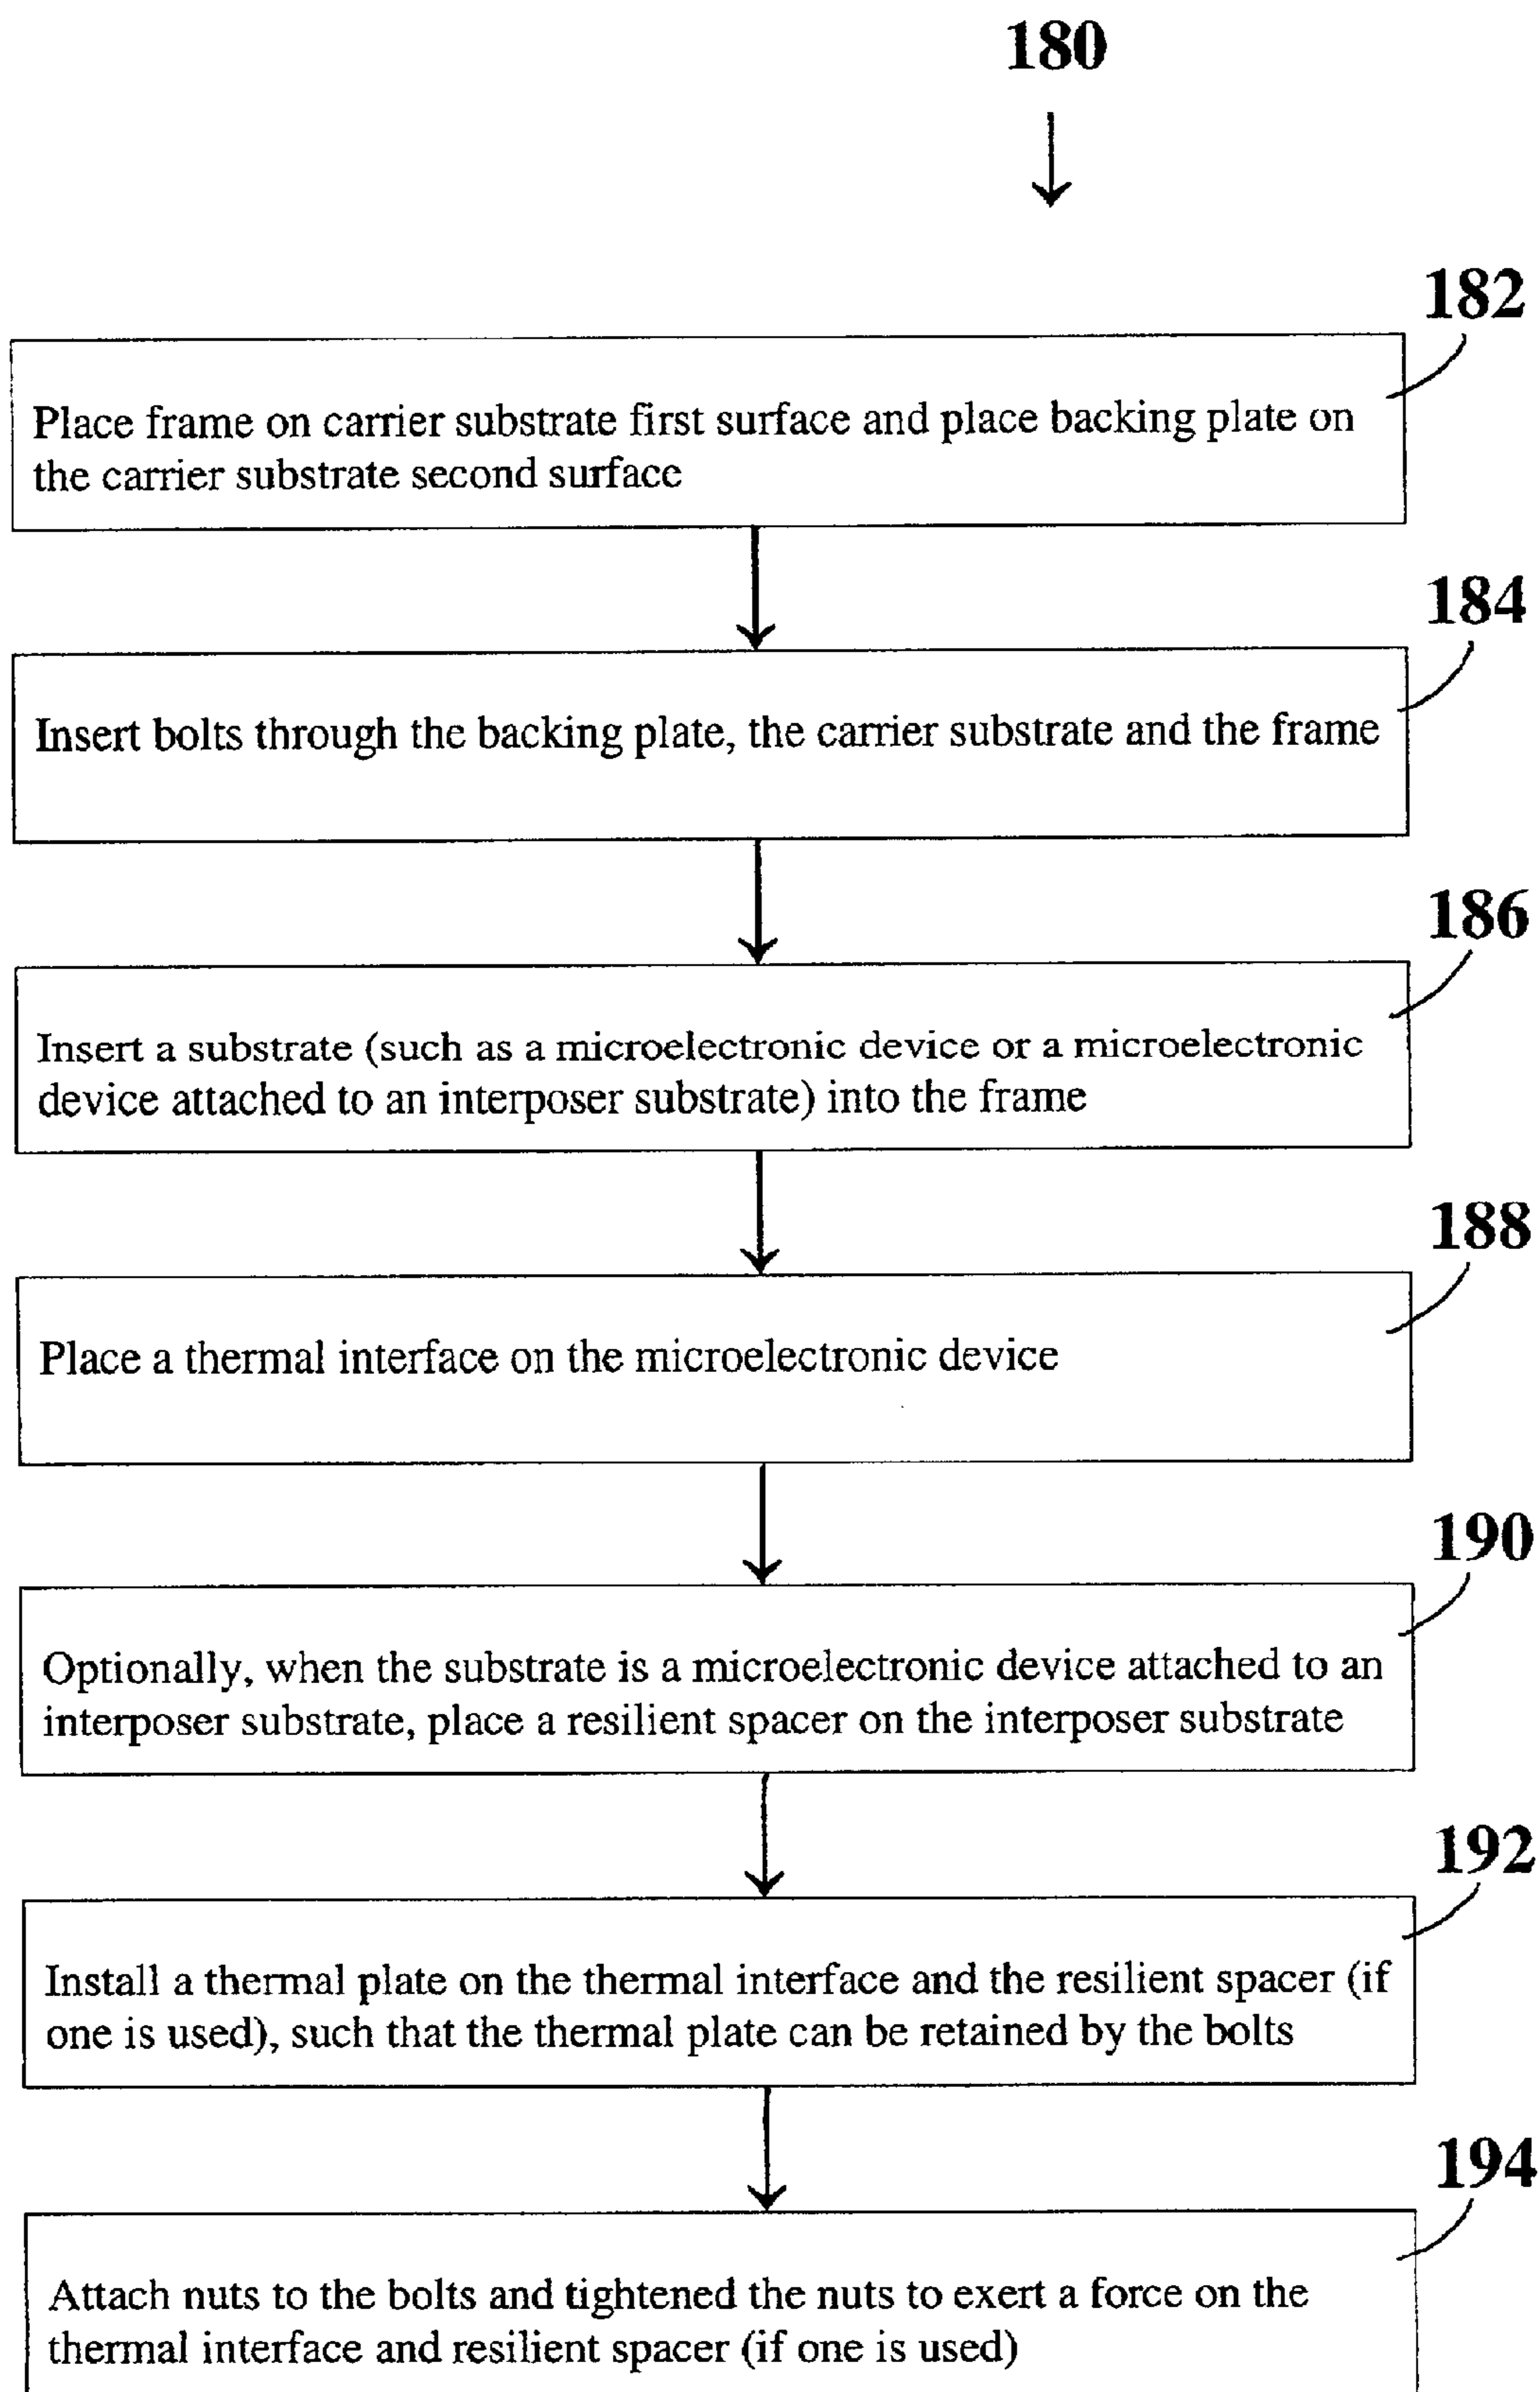 180
182
Place frame on carrier substrate first surface and place backing plate on
the carrier substrate second surface
184
Insert bolts through the backing plate, the carrier substrate and the frame
186
Insert a substrate (such as a microelectronic device or a microelectronic
device attached to an interposer substrate) into the frame
188
Place a thermal interface on the microelectronic device
190
Optionally, when the substrate is a microelectronic device attached to an
interposer substrate, place a resilient spacer on the interposer substrate
192
Install a thermal plate on the thermal interface and the resilient spacer (if
one is used), such that the thermal plate can be retained by the bolts
194
Attach nuts to the bolts and tightened the nuts to exert a force on the
thermal interface and resilient spacer (if one is used)